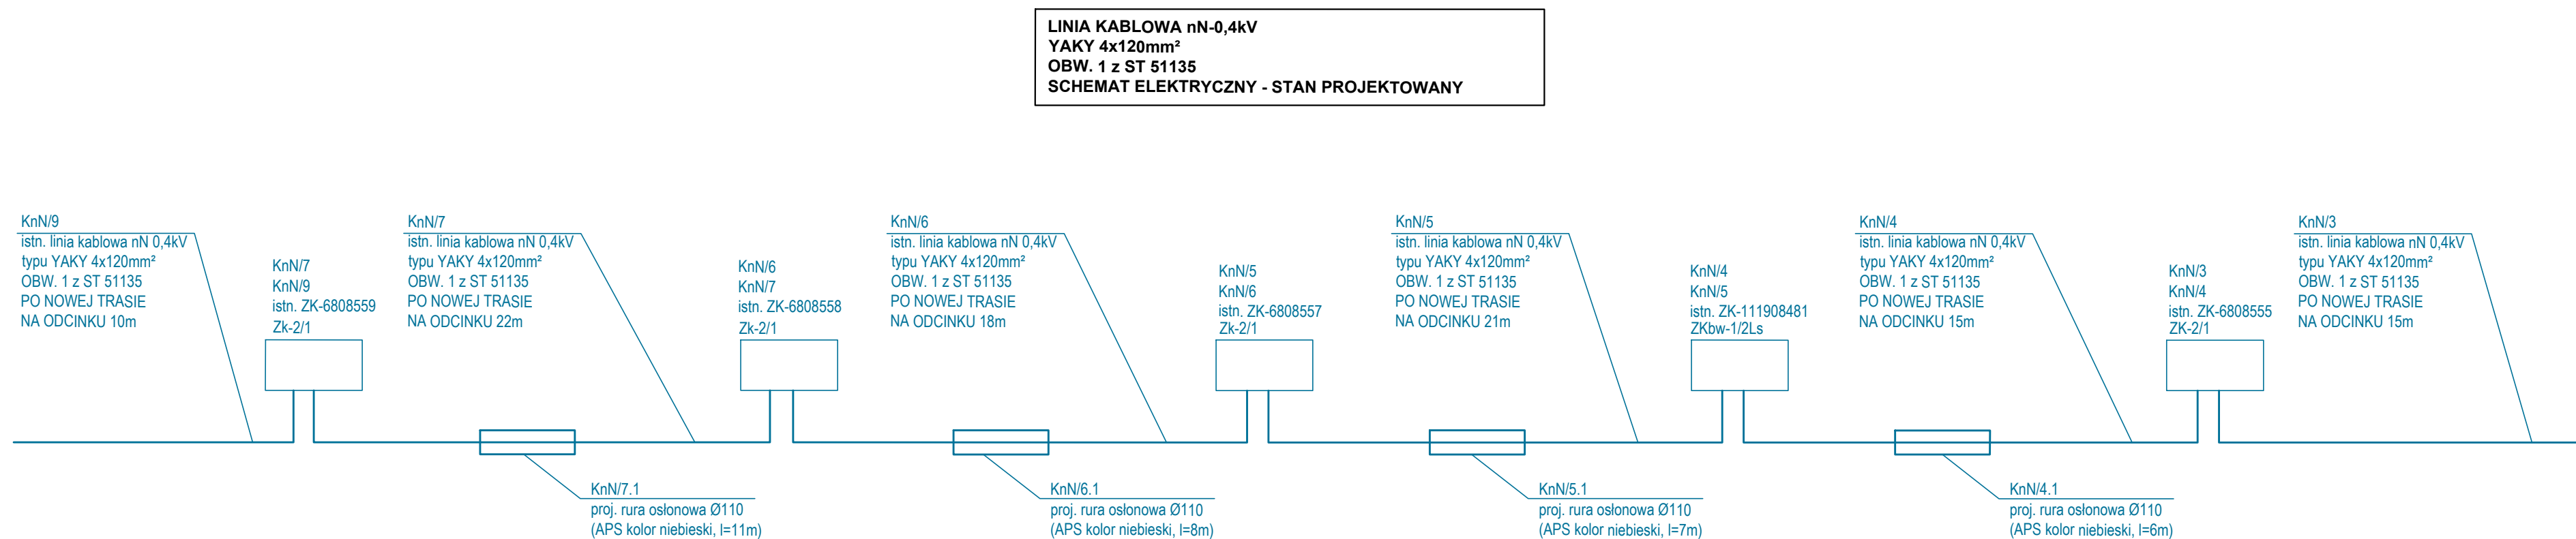 LINIA KABLOWA nN-0,4kV
YAKY 4x120mm²
OBW. 1 z ST 51135
SCHEMAT ELEKTRYCZNY - STAN PROJEKTOWANY
KnN/9
istn. linia kablowa nN 0,4kV
typu YAKY 4x120mm²
OBW. 1 z ST 51135
PO NOWEJ TRASIE
NA ODCINKU 10m
KnN/7
KnN/9
istn. ZK-6808559
Zk-2/1
KnN/7
istn. linia kablowa nN 0,4kV
typu YAKY 4x120mm²
OBW. 1 z ST 51135
PO NOWEJ TRASIE
NA ODCINKU 22m
KnN/6
KnN/7
istn. ZK-6808558
Zk-2/1
KnN/6
istn. linia kablowa nN 0,4kV
typu YAKY 4x120mm²
OBW. 1 z ST 51135
PO NOWEJ TRASIE
NA ODCINKU 18m
KnN/5
KnN/6
istn. ZK-6808557
Zk-2/1
KnN/5
istn. linia kablowa nN 0,4kV
typu YAKY 4x120mm²
OBW. 1 z ST 51135
PO NOWEJ TRASIE
NA ODCINKU 21m
KnN/4
KnN/5
istn. ZK-111908481
ZKbw-1/2Ls
KnN/4
istn. linia kablowa nN 0,4kV
typu YAKY 4x120mm²
OBW. 1 z ST 51135
PO NOWEJ TRASIE
NA ODCINKU 15m
KnN/3
KnN/4
istn. ZK-6808555
ZK-2/1
KnN/3
istn. linia kablowa nN 0,4kV
typu YAKY 4x120mm²
OBW. 1 z ST 51135
PO NOWEJ TRASIE
NA ODCINKU 15m
KnN/7.1
proj. rura osłonowa Ø110
(APS kolor niebieski, l=11m)
KnN/6.1
proj. rura osłonowa Ø110
(APS kolor niebieski, l=8m)
KnN/5.1
proj. rura osłonowa Ø110
(APS kolor niebieski, l=7m)
KnN/4.1
proj. rura osłonowa Ø110
(APS kolor niebieski, l=6m)